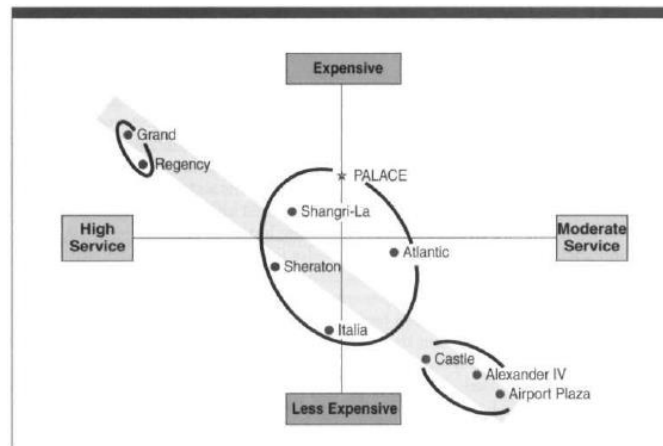 Expensive
Grand
Regency
PALACE
Shangri-La
High
Service
Moderate
Service
Atlantic
Sheraton
Italia
Castle
Alexander IV
Airport Plaza
Less Expensive